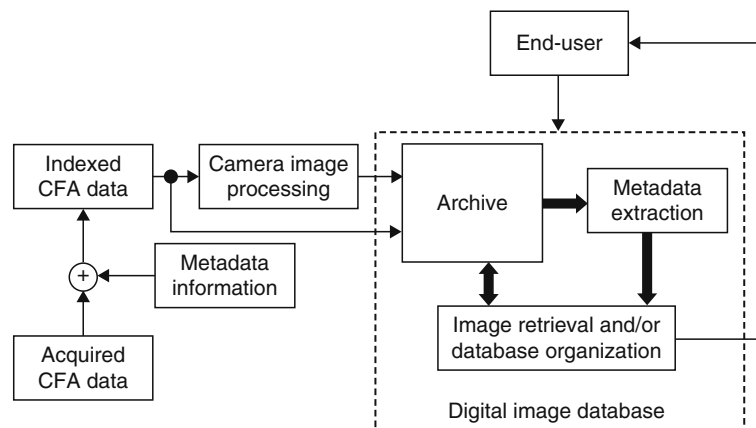 End-user
Indexed
CFA data
Camera image
processing
Archive
Metadata
extraction
+
Metadata
information
Acquired
CFA data
Image retrieval and/or
database organization
Digital image database